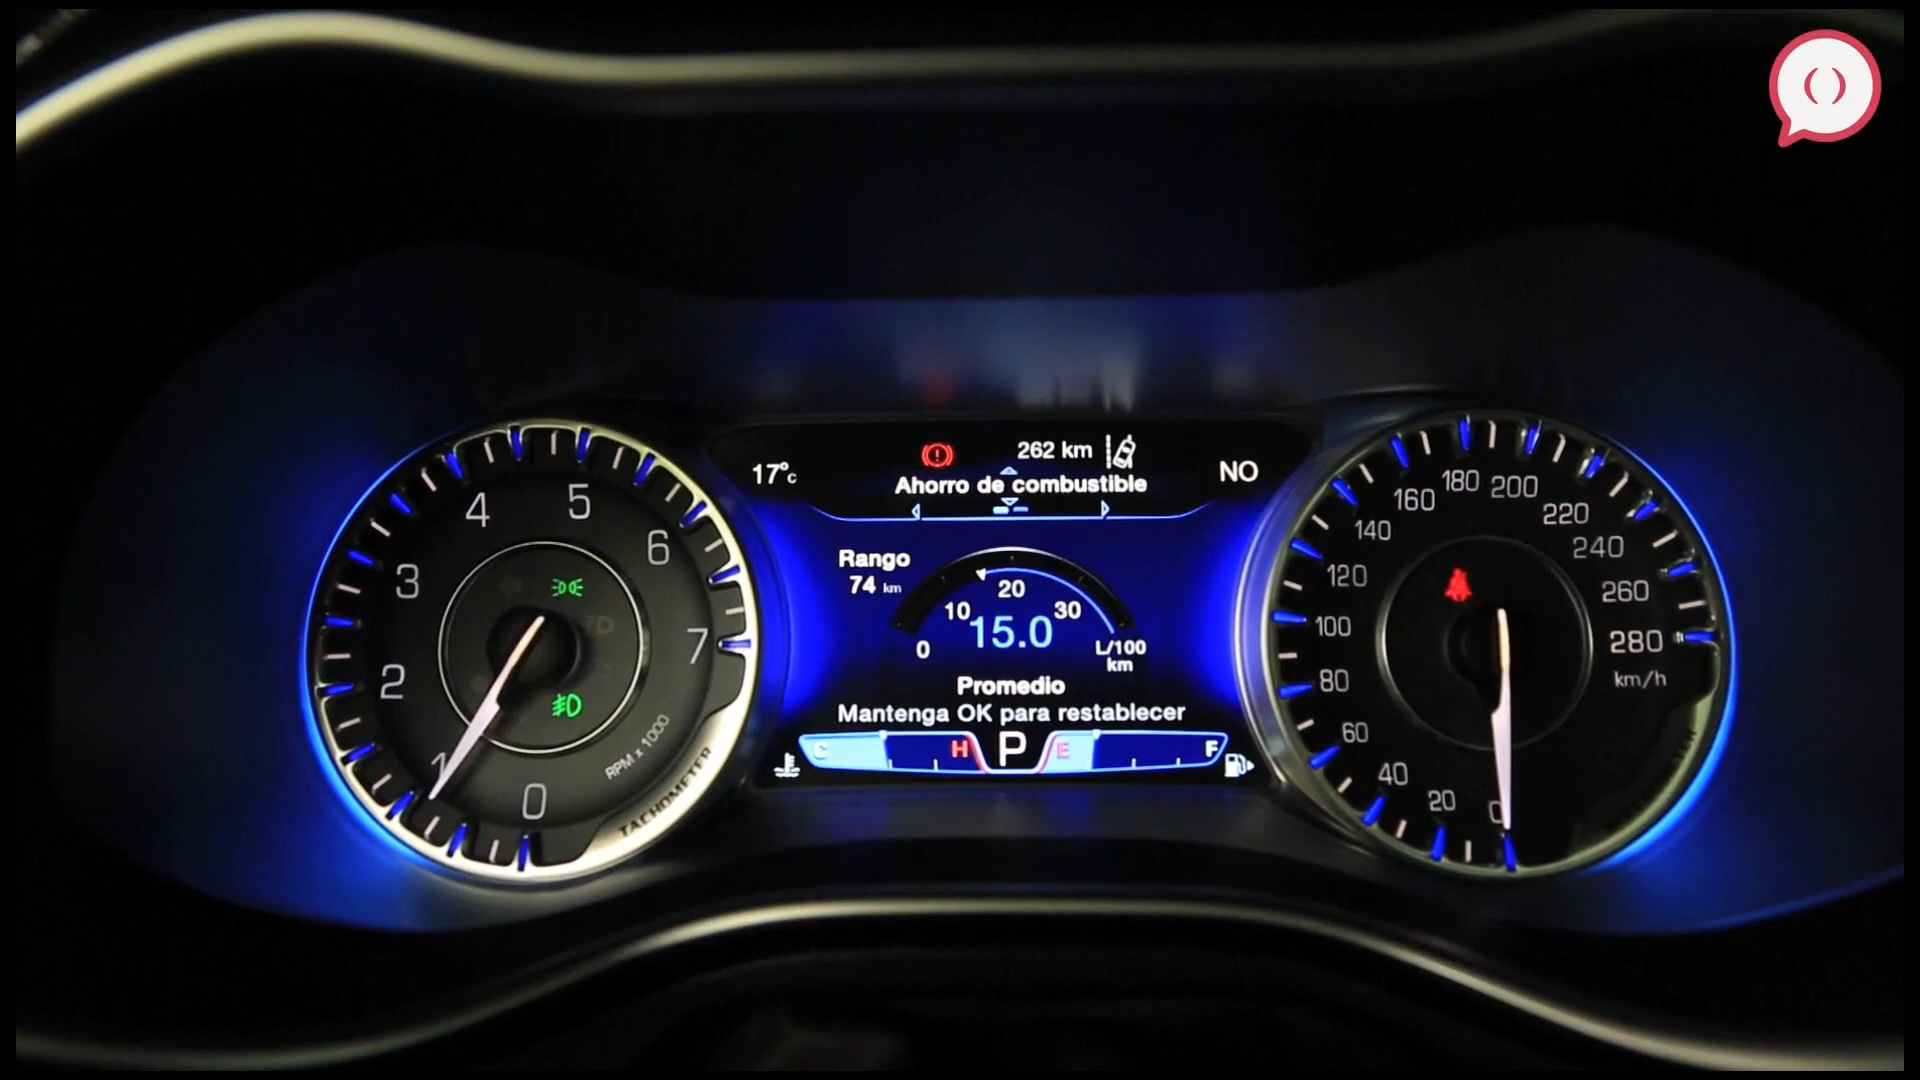 262 km
17°c
NO
Ahorro de combustible
Rango
74 km
10 20 30
0
15.0
L/100
km
Promedio
Mantenga OK para restablecer
C H P E F
0 1 2 3 4 5 6 7
RPM x 1000
TACHOMETER
0 20 40 60 80 100 120 140 160 180 200 220 240 260 280
km/h
( )